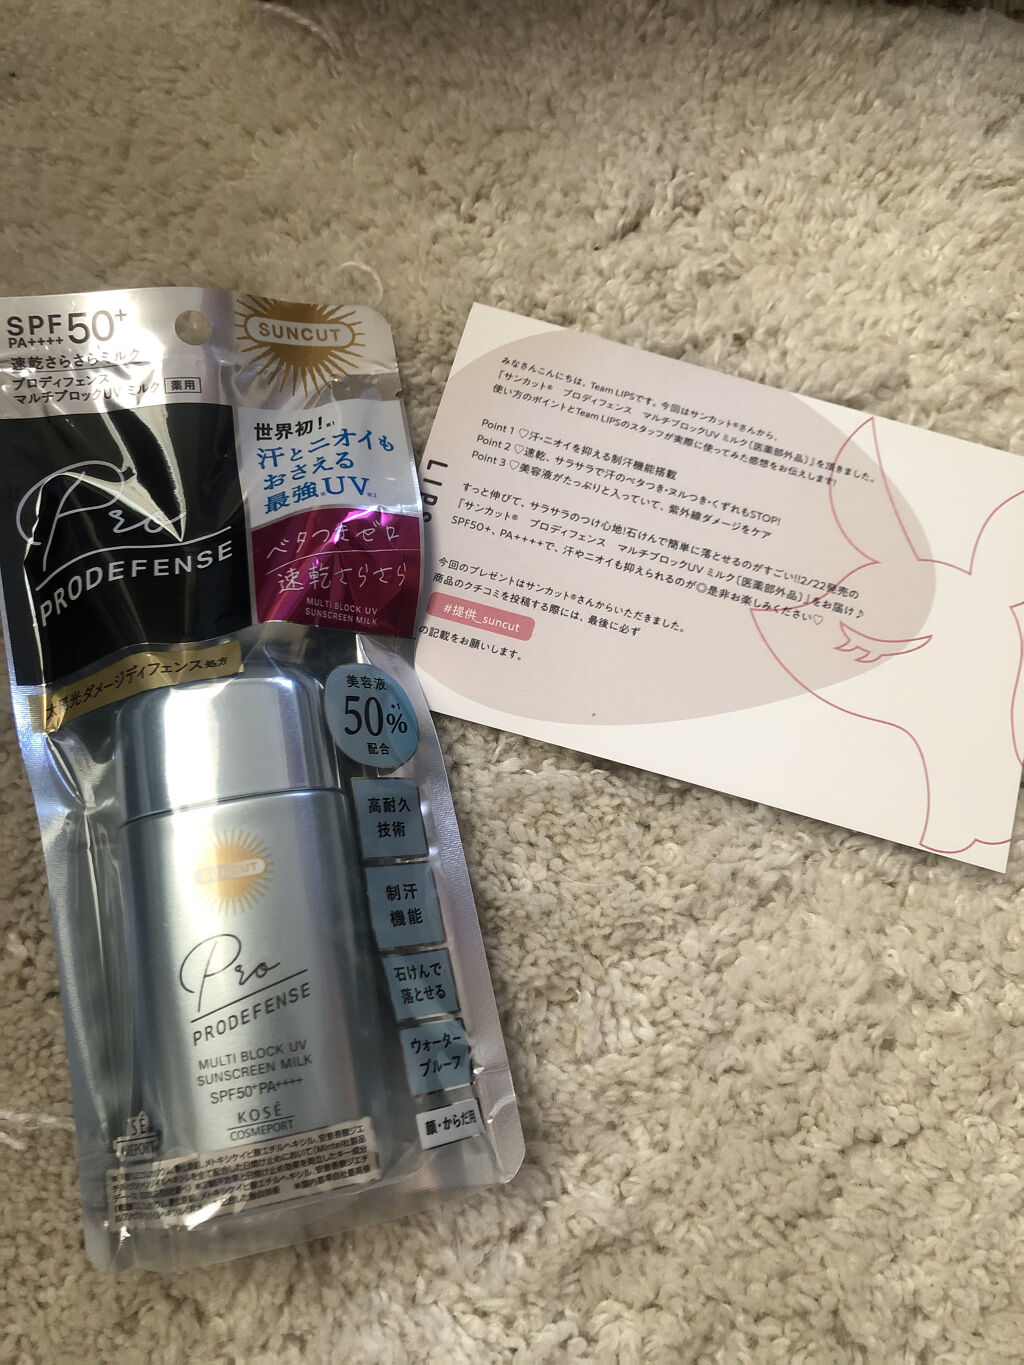 SPF50+
PA++++
速乾さらさらミルク
プロディフェンス
マルチブロックUV ミルク 薬用
SUNCUT
世界初!※1
汗とニオイも
おさえる
最強UV※2
Pro
PRODEFENSE
ベタつきゼロ
速乾さらさら
MULTI BLOCK UV
SUNSCREEN MILK
太陽光ダメージディフェンス処方
美容液
50%*1
配合
高耐久
技術
制汗
機能
石けんで
落とせる
ウォーター
プルーフ
顔・からだ用
SUNCUT
Pro
PRODEFENSE
MULTI BLOCK UV
SUNSCREEN MILK
SPF50+PA++++
KOSÉ
COSMEPORT
LIPS
みなさんこんにちは、Team LIPSです。今回はサンカット®さんから、
『サンカット® プロディフェンス マルチブロックUV ミルク〔医薬部外品〕』を頂きました。
使い方のポイントとTeam LIPSのスタッフが実際に使ってみた感想をお伝えします!
Point 1 ♡汗・ニオイを抑える制汗機能搭載
Point 2 ♡速乾、サラサラで汗のベタつき・ヌルつき・くずれもSTOP!
Point 3 ♡美容液がたっぷりと入っていて、紫外線ダメージをケア
すっと伸びて、サラサラのつけ心地!石けんで簡単に落とせるのがすごい!!2/22発売の
『サンカット® プロディフェンス マルチブロックUV ミルク〔医薬部外品〕』をお届け♪
SPF50+、PA++++で、汗やニオイも抑えられるのが◎是非お楽しみください♡
今回のプレゼントはサンカット®さんからいただきました。
商品のクチコミを投稿する際には、最後に必ず
#提供_suncut
の記載をお願いします。